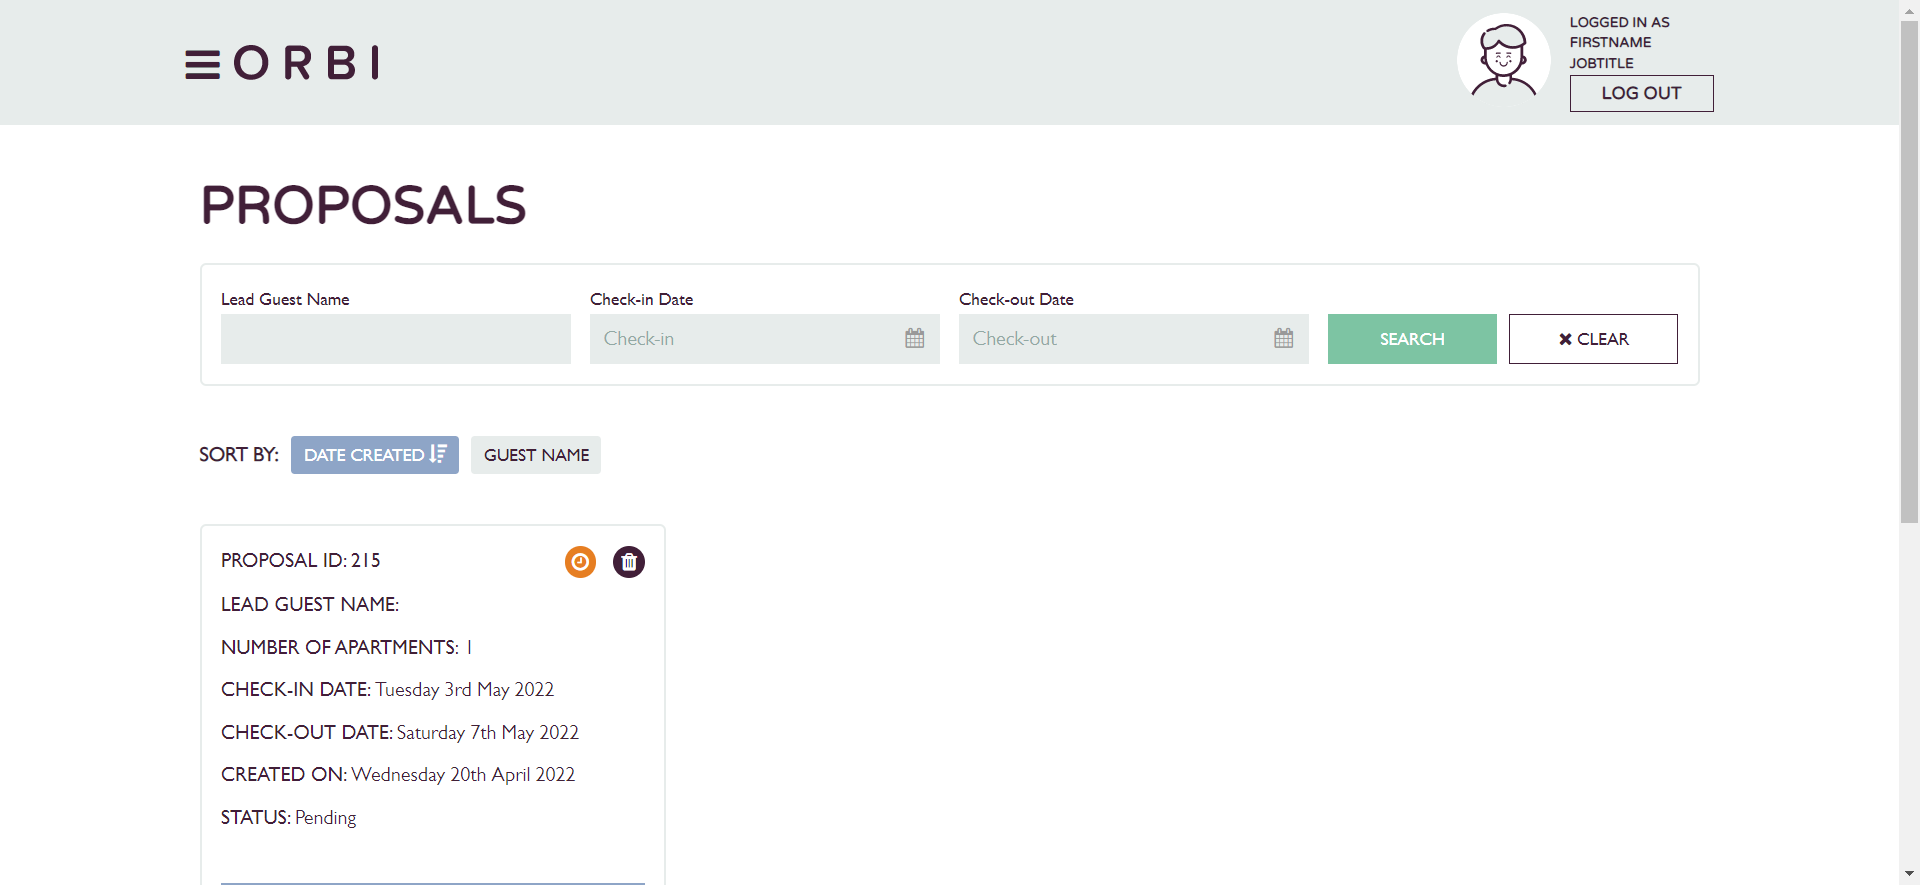 ORBI
LOGGED IN AS
FIRSTNAME
JOBTITLE
LOG OUT
PROPOSALS
Lead Guest Name
Check-in Date
Check-out Date
Check-in
Check-out
SEARCH
CLEAR
SORT BY:
DATE CREATED
GUEST NAME
PROPOSAL ID: 215
LEAD GUEST NAME:
NUMBER OF APARTMENTS: 1
CHECK-IN DATE: Tuesday 3rd May 2022
CHECK-OUT DATE: Saturday 7th May 2022
CREATED ON: Wednesday 20th April 2022
STATUS: Pending